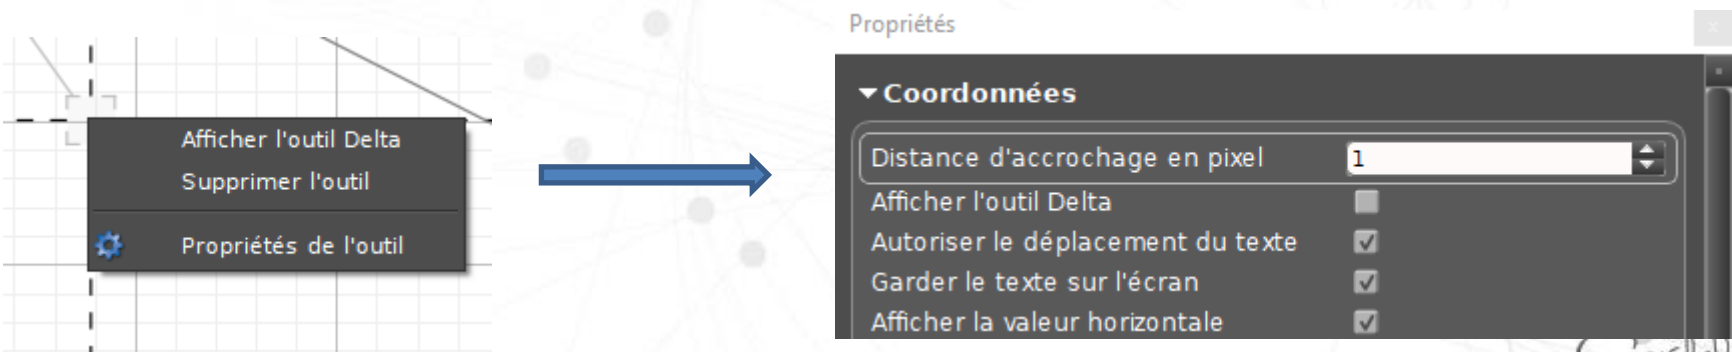 Afficher l'outil Delta
Supprimer l'outil
Propriétés de l'outil
Propriétés
Coordonnées
Distance d'accrochage en pixel 1
Afficher l'outil Delta
Autoriser le déplacement du texte
Garder le texte sur l'écran
Afficher la valeur horizontale